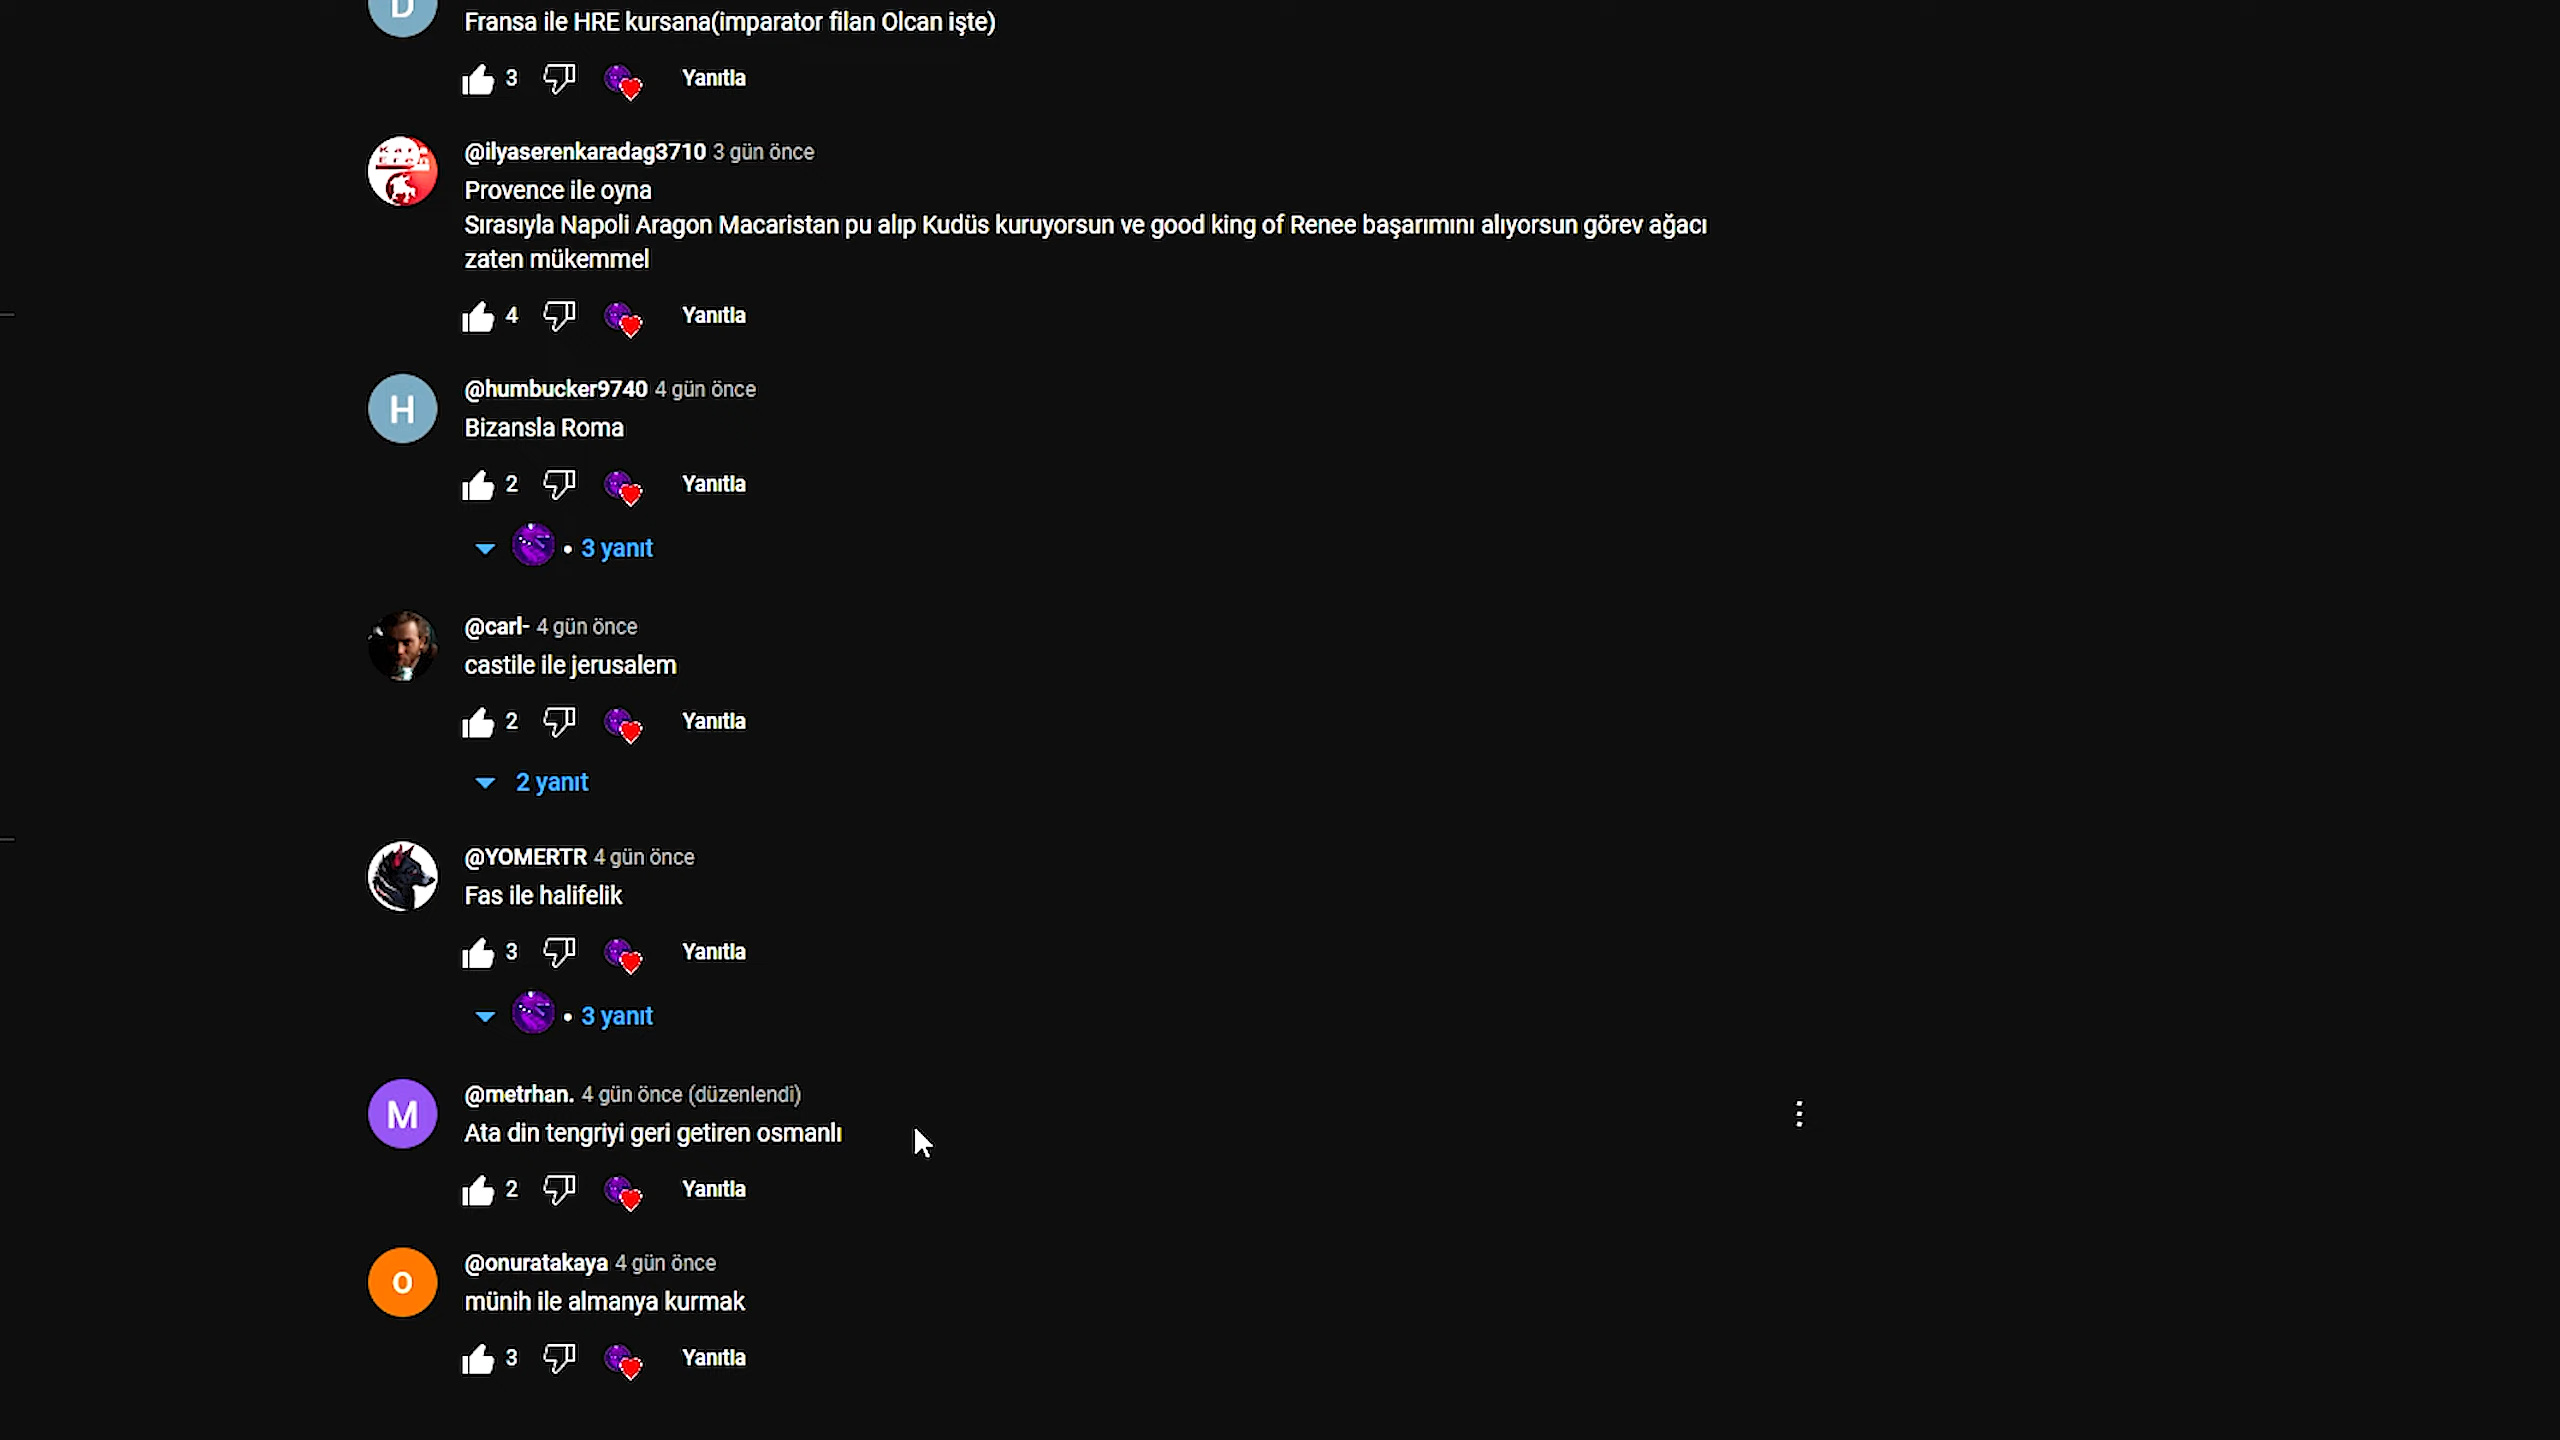 D
Fransa ile HRE kursana(imparator filan Olcan işte)
3 Yanıtla
@ilyaserenkaradag3710 3 gün önce
Provence ile oyna
Sırasıyla Napoli Aragon Macaristan pu alıp Kudüs kuruyorsun ve good king of Renee başarımını alıyorsun görev ağacı
zaten mükemmel
4 Yanıtla
H
@humbucker9740 4 gün önce
Bizansla Roma
2 Yanıtla
• 3 yanıt
@carl- 4 gün önce
castile ile jerusalem
2 Yanıtla
2 yanıt
@YOMERTR 4 gün önce
Fas ile halifelik
3 Yanıtla
• 3 yanıt
M
@metrhan. 4 gün önce (düzenlendi)
Ata din tengriyi geri getiren osmanlı
2 Yanıtla
o
@onuratakaya 4 gün önce
münih ile almanya kurmak
3 Yanıtla